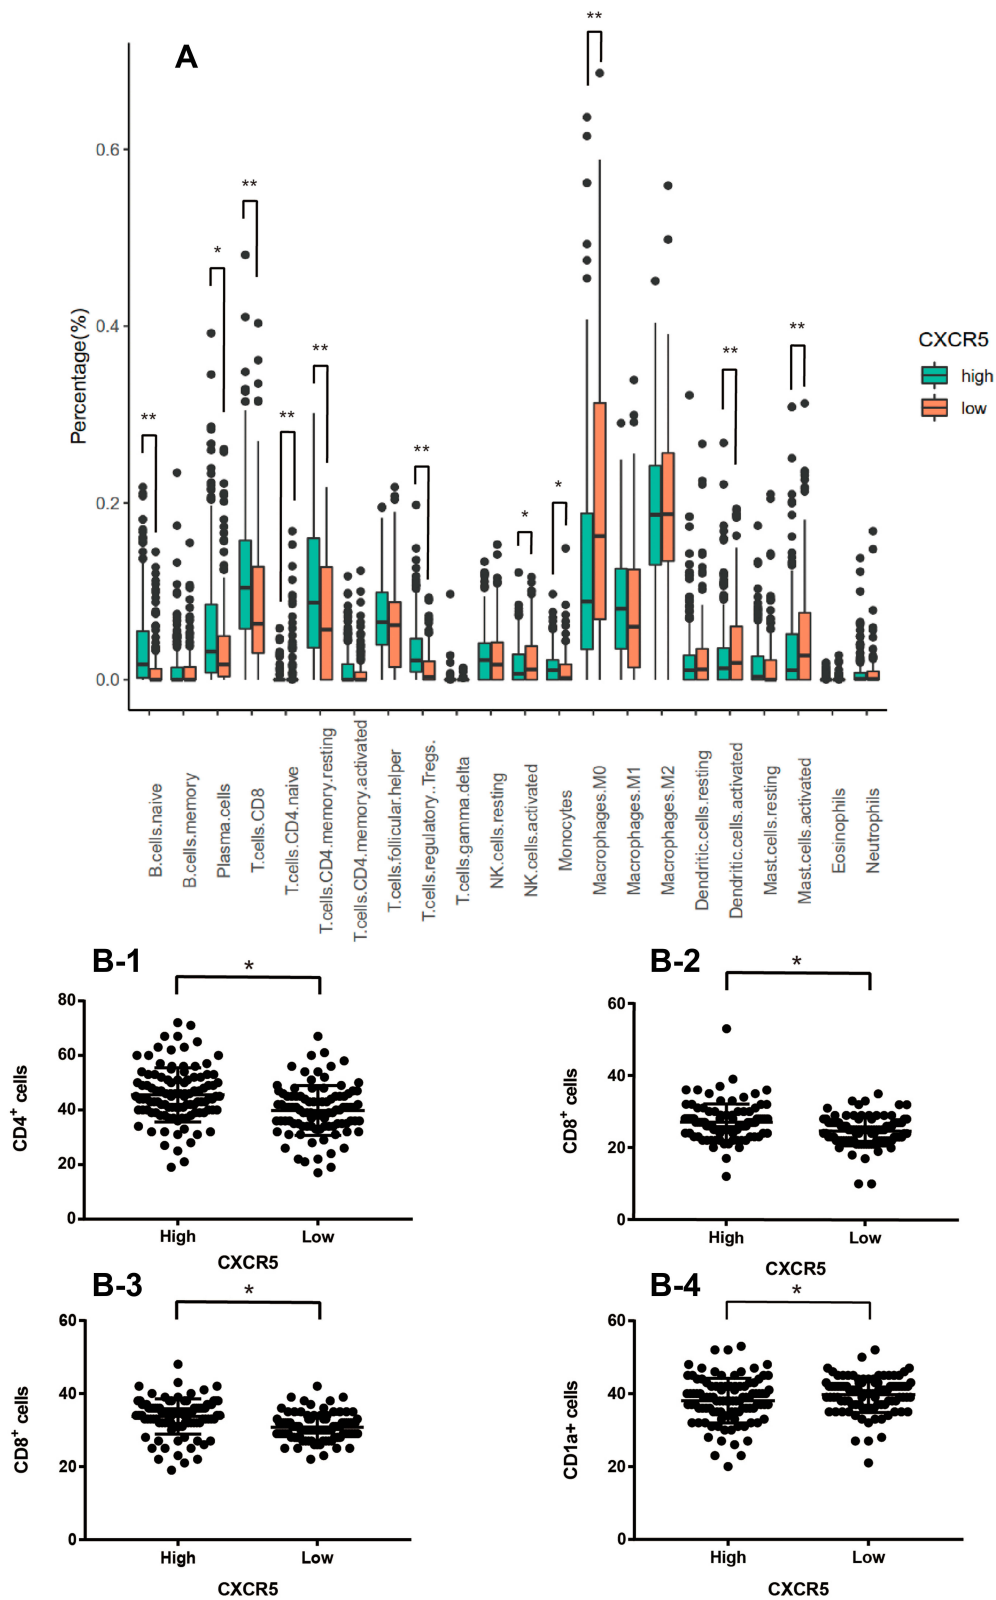 A
**
**
**
*
**
**
**
**
**
*
*
0.6
0.4
0.2
0.0
Percentage(%)
CXCR5
high
low
B.cells.naive
B.cells.memory
Plasma.cells
T.cells.CD8
T.cells.CD4.naive
T.cells.CD4.memory.resting
T.cells.CD4.memory.activated
T.cells.follicular.helper
T.cells.regulatory..Tregs.
T.cells.gamma.delta
NK.cells.resting
NK.cells.activated
Monocytes
Macrophages.M0
Macrophages.M1
Macrophages.M2
Dendritic.cells.resting
Dendritic.cells.activated
Mast.cells.resting
Mast.cells.activated
Eosinophils
Neutrophils
B-1
*
80
60
40
20
0
CD4+ cells
High
Low
CXCR5
B-2
*
60
40
20
0
CD8+ cells
High
Low
CXCR5
B-3
*
60
40
20
0
CD8+ cells
High
Low
CXCR5
B-4
*
60
40
20
0
CD1a+ cells
High
Low
CXCR5